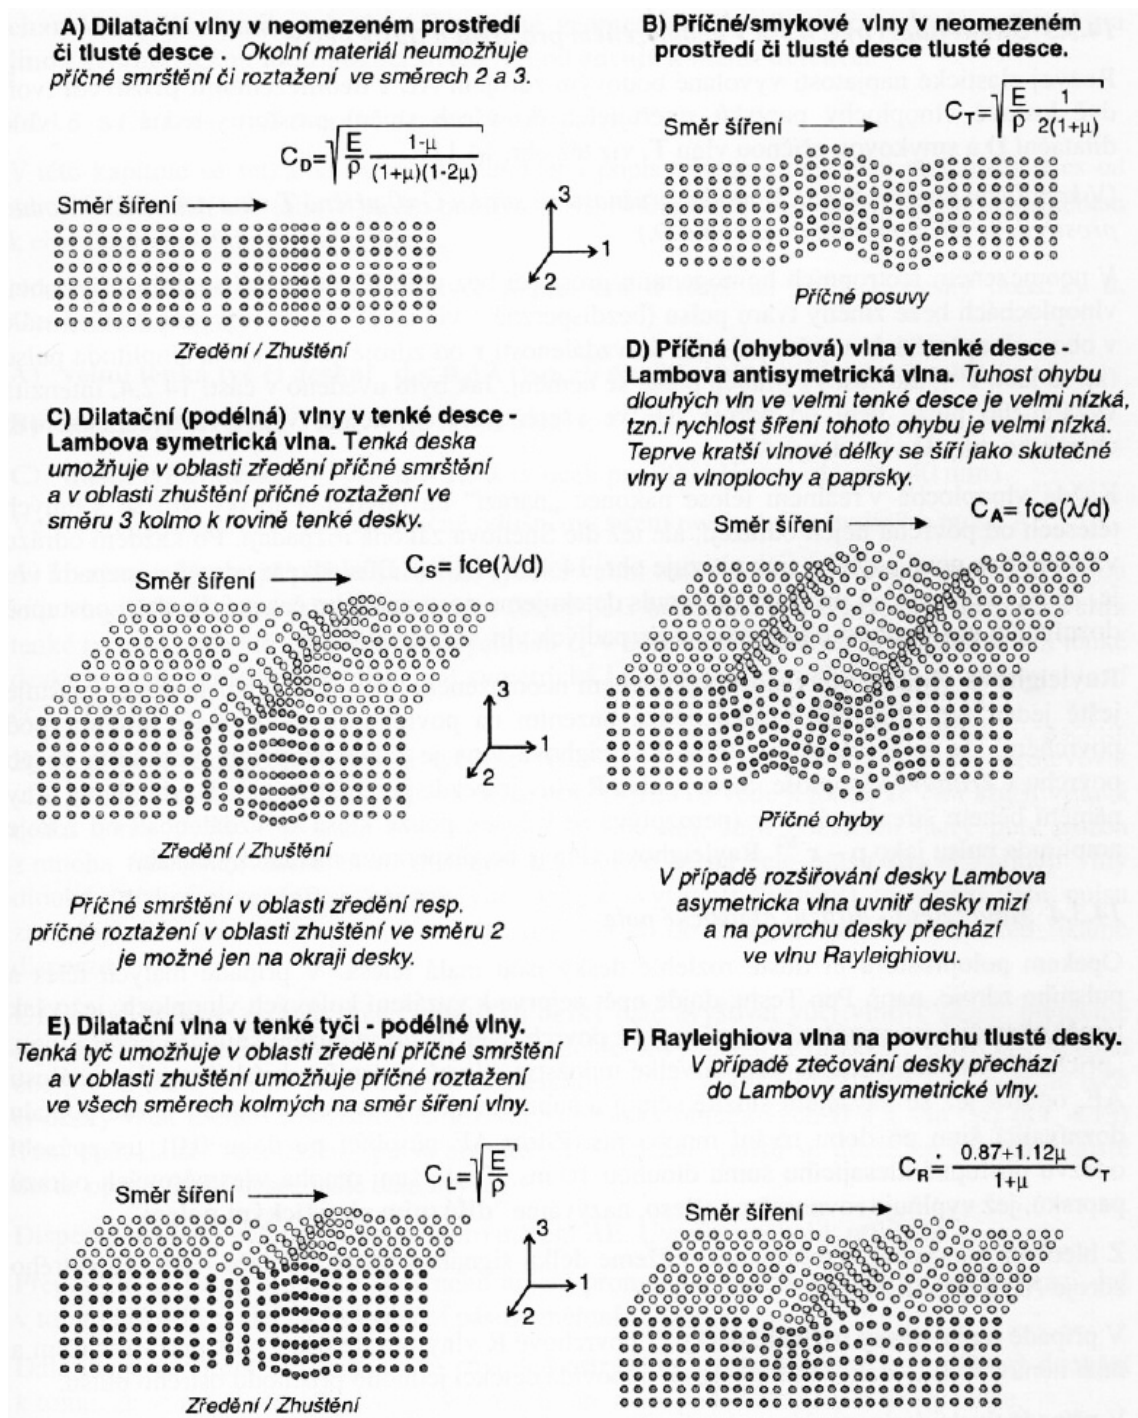 A) Dilatační vlny v neomezeném prostředí
či tlusté desce . Okolní materiál neumožňuje
příčné smrštění či roztažení ve směrech 2 a 3.
C_D=√(E/ρ (1-μ)/((1+μ)(1-2μ)))
Směr šíření
3
1
2
Zředění / Zhuštění
B) Příčné/smykové vlny v neomezeném
prostředí či tlusté desce tlusté desce.
C_T=√(E/ρ 1/(2(1+μ)))
Směr šíření
Příčné posuvy
C) Dilatační (podélná) vlny v tenké desce -
Lambova symetrická vlna. Tenká deska
umožňuje v oblasti zředění příčné smrštění
a v oblasti zhuštění příčné roztažení ve
směru 3 kolmo k rovině tenké desky.
C_S= fce(λ/d)
Směr šíření
3
1
2
Zředění / Zhuštění
Příčné smrštění v oblasti zředění resp.
příčné roztažení v oblasti zhuštění ve směru 2
je možné jen na okraji desky.
D) Příčná (ohybová) vlna v tenké desce -
Lambova antisymetrická vlna. Tuhost ohybu
dlouhých vln ve velmi tenké desce je velmi nízká,
tzn.i rychlost šíření tohoto ohybu je velmi nízká.
Teprve kratší vlnové délky se šíří jako skutečné
vlny a vlnoplochy a paprsky.
C_A= fce(λ/d)
Směr šíření
Příčné ohyby
V případě rozšiřování desky Lambova
asymetricka vlna uvnitř desky mizí
a na povrchu desky přechází
ve vlnu Rayleighiovu.
E) Dilatační vlna v tenké tyči - podélné vlny.
Tenká tyč umožňuje v oblasti zředění příčné smrštění
a v oblasti zhuštění umožňuje příčné roztažení
ve všech směrech kolmých na směr šíření vlny.
C_L=√(E/ρ)
Směr šíření
3
1
2
Zředění / Zhuštění
F) Rayleighiova vlna na povrchu tlusté desky.
V případě ztečování desky přechází
do Lambovy antisymetrické vlny.
C_R= (0.87+1.12μ)/(1+μ) C_T
Směr šíření